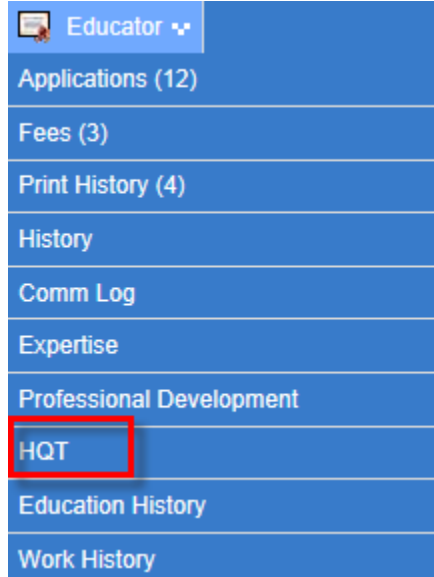 Educator
Applications (12)
Fees (3)
Print History (4)
History
Comm Log
Expertise
Professional Development
HQT
Education History
Work History